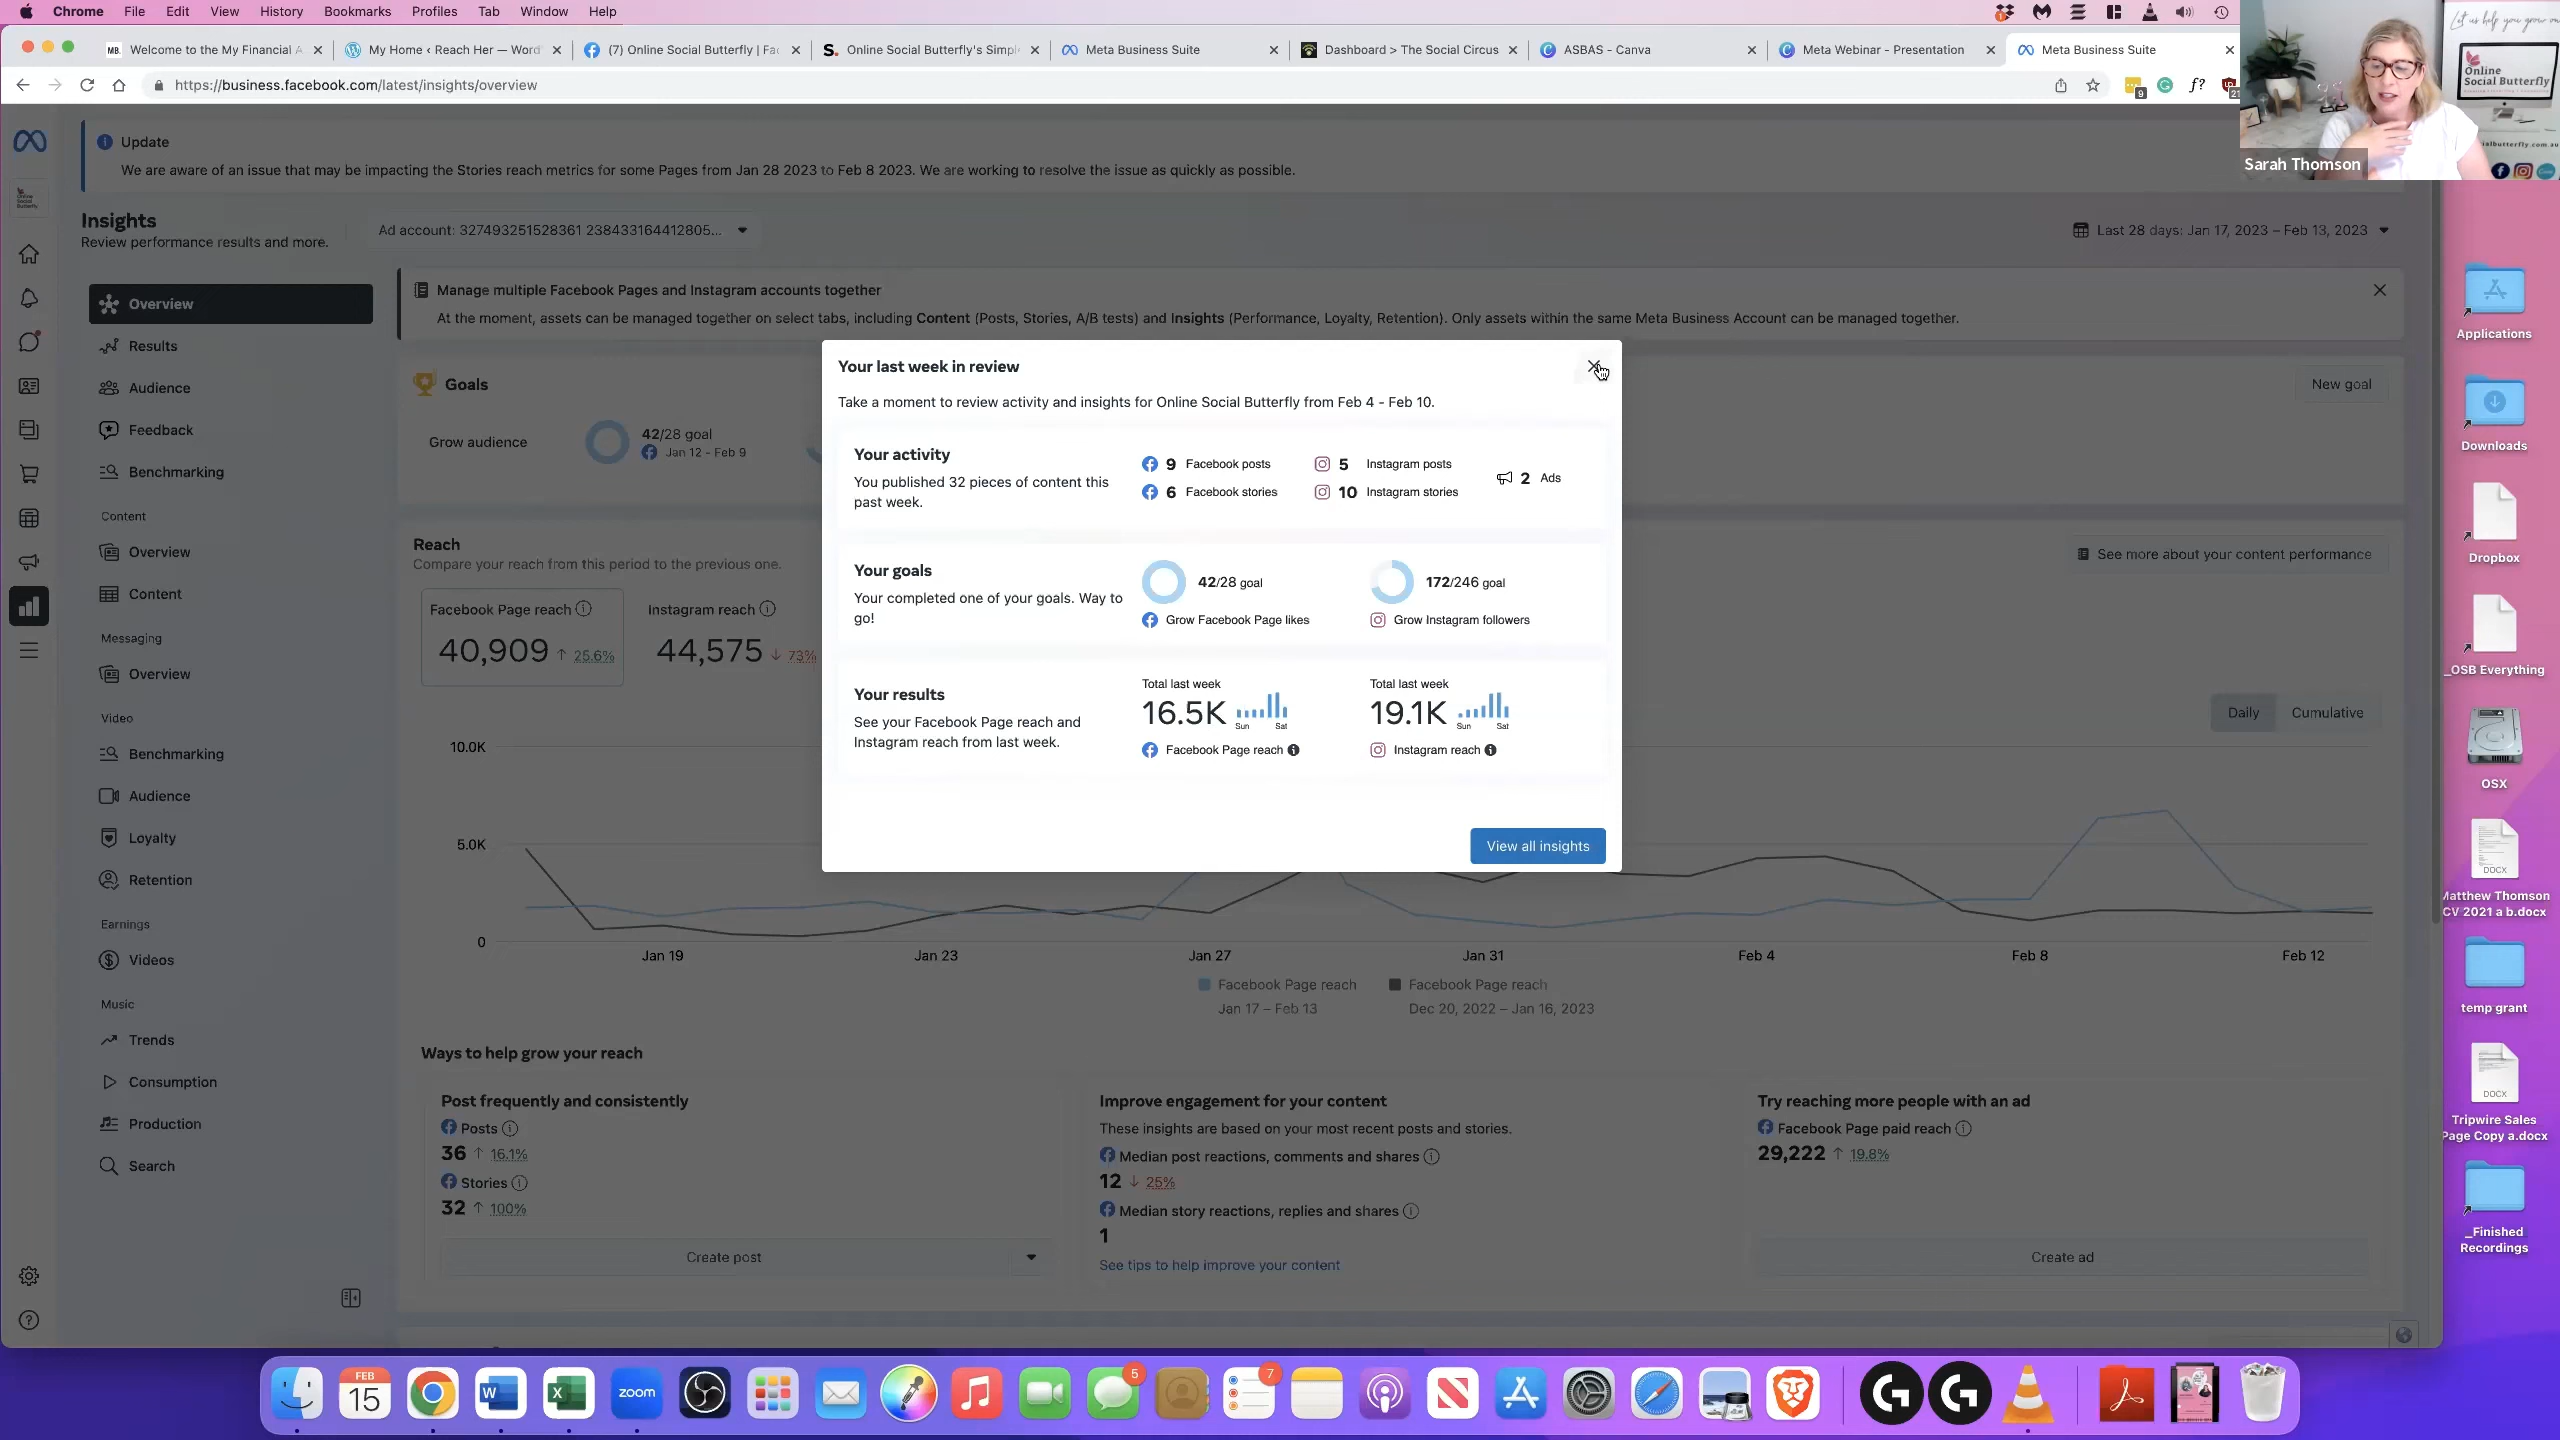 Chrome File Edit View History Bookmarks Profiles Tab Window Help
Welcome to the My Financial A
My Home ‹ Reach Her — Word
(7) Online Social Butterfly | Fac
Online Social Butterfly's Simpl
Meta Business Suite
Dashboard > The Social Circus
ASBAS - Canva
Meta Webinar - Presentation
Meta Business Suite
https://business.facebook.com/latest/insights/overview
Let us help you grow on
Online
Social Butterfly
Sarah Thomson
Update
We are aware of an issue that may be impacting the Stories reach metrics for some Pages from Jan 28 2023 to Feb 8 2023. We are working to resolve the issue as quickly as possible.
Insights
Review performance results and more.
Ad account: 327493251528361 238433164412805...
Last 28 days: Jan 17, 2023 – Feb 13, 2023
Overview
Results
Audience
Feedback
Benchmarking
Content
Overview
Content
Messaging
Overview
Video
Benchmarking
Audience
Loyalty
Retention
Earnings
Videos
Music
Trends
Consumption
Production
Search
Manage multiple Facebook Pages and Instagram accounts together
At the moment, assets can be managed together on select tabs, including Content (Posts, Stories, A/B tests) and Insights (Performance, Loyalty, Retention). Only assets within the same Meta Business Account can be managed together.
Goals
New goal
Grow audience
42/28 goal
Jan 12 - Feb 9
Reach
Compare your reach from this period to the previous one.
See more about your content performance
Facebook Page reach
40,909 ↑ 25.6%
Instagram reach
44,575 ↓ 73%
Daily Cumulative
Your last week in review
Take a moment to review activity and insights for Online Social Butterfly from Feb 4 - Feb 10.
Your activity
You published 32 pieces of content this
past week.
9 Facebook posts
6 Facebook stories
5 Instagram posts
10 Instagram stories
2 Ads
Your goals
Your completed one of your goals. Way to
go!
42/28 goal
Grow Facebook Page likes
172/246 goal
Grow Instagram followers
Your results
See your Facebook Page reach and
Instagram reach from last week.
Total last week
16.5K
Sun Sat
Facebook Page reach
Total last week
19.1K
Sun Sat
Instagram reach
View all insights
10.0K
5.0K
0
Jan 19 Jan 23 Jan 27 Jan 31 Feb 4 Feb 8 Feb 12
Facebook Page reach
Jan 17 – Feb 13
Facebook Page reach
Dec 20, 2022 – Jan 16, 2023
Ways to help grow your reach
Post frequently and consistently
Posts
36 ↑ 16.1%
Stories
32 ↑ 100%
Create post
Improve engagement for your content
These insights are based on your most recent posts and stories.
Median post reactions, comments and shares
12 ↓ 25%
Median story reactions, replies and shares
1
See tips to help improve your content
Try reaching more people with an ad
Facebook Page paid reach
29,222 ↑ 19.8%
Create ad
Applications
Downloads
Dropbox
_OSB Everything
OSX
DOCX
Matthew Thomson
CV 2021 a b.docx
temp grant
DOCX
Tripwire Sales
Page Copy a.docx
_Finished
Recordings
FEB
15
W
X
zoom
5
7